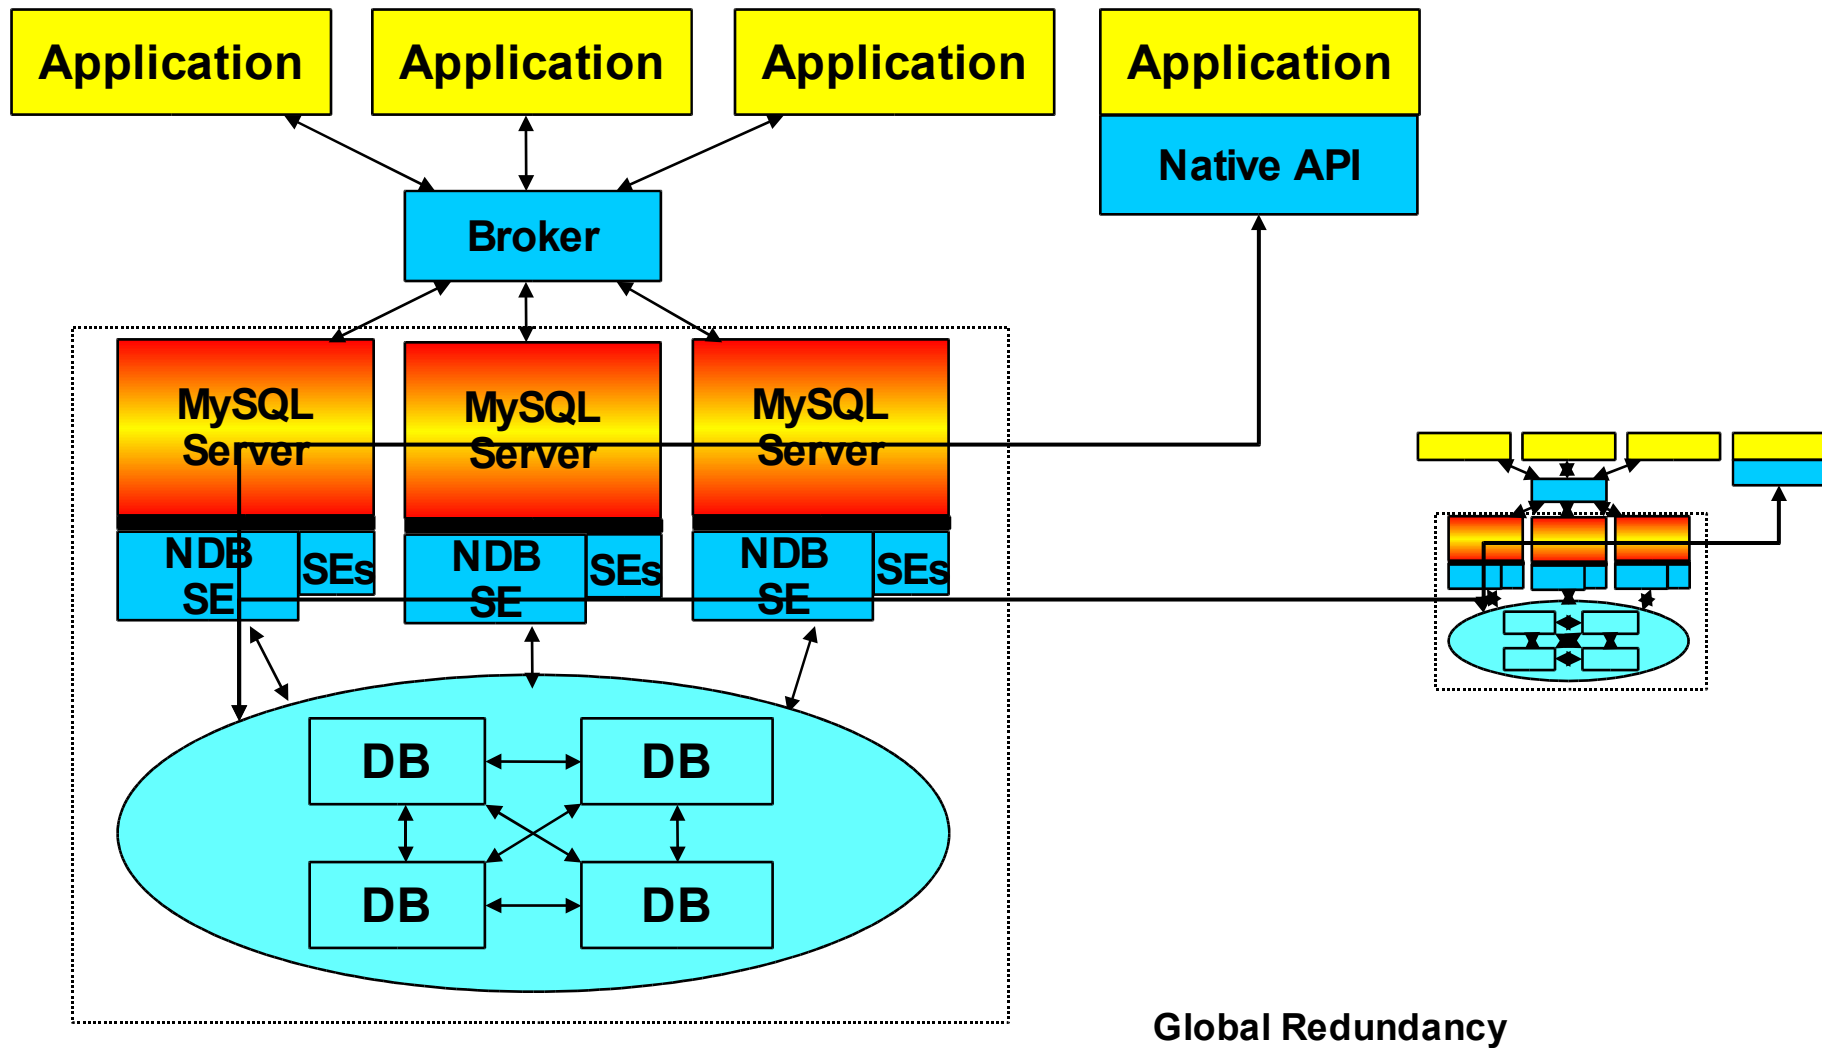 Application
Application
Application
Application
Native API
Broker
MySQL
Server
MySQL
Server
MySQL
Server
NDB
SE
SEs
NDB
SE
SEs
NDB
SE
SEs
DB
DB
DB
DB
Global Redundancy